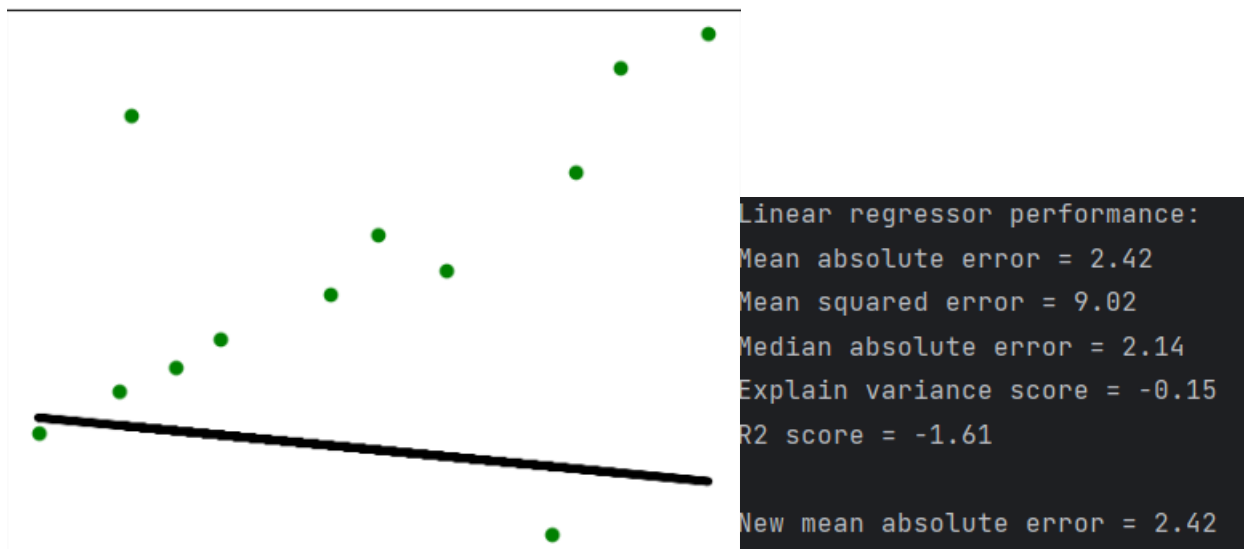 Linear regressor performance:
Mean absolute error = 2.42
Mean squared error = 9.02
Median absolute error = 2.14
Explain variance score = -0.15
R2 score = -1.61
New mean absolute error = 2.42